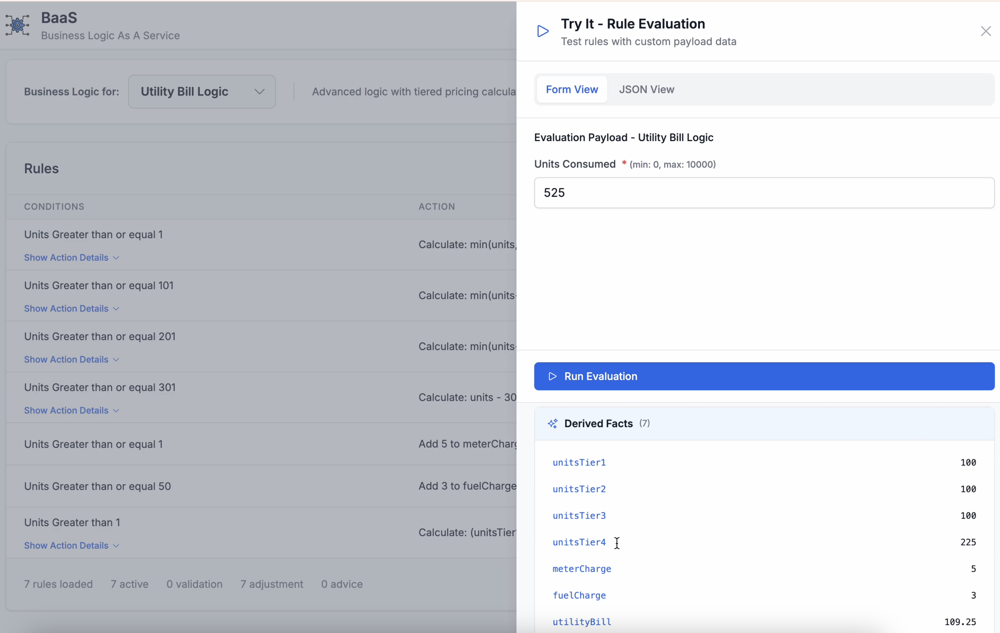 BaaS
Business Logic As A Service
Business Logic for:
Utility Bill Logic
Advanced logic with tiered pricing
Rules
CONDITIONS
ACTION
Units Greater than or equal 1
Calculate: min(units,
Show Action Details
Units Greater than or equal 101
Calculate: min(units-
Show Action Details
Units Greater than or equal 201
Calculate: min(units-
Show Action Details
Units Greater than or equal 301
Calculate: units - 30
Show Action Details
Units Greater than or equal 1
Add 5 to
Units Greater than or equal 50
Add 3 to fuelCharge
Units Greater than 1
Calculate: (unitsTier
Show Action Details
7 rules loaded
7 active
0 validation
7 adjustment
0 advice
Try It - Rule Evaluation
Test rules with custom payload data
Form View
JSON View
Evaluation Payload - Utility Bill Logic
Units Consumed * (min: 0, max: 10000)
525
Run Evaluation
Derived Facts (7)
unitsTier1 100
unitsTier2 100
unitsTier3 100
unitsTier4 225
meterCharge 5
fuelCharge 3
utilityBill 109.25